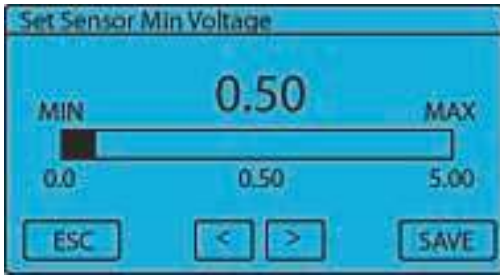 Set Sensor Min Voltage
0.50
MIN MAX
0.0 0.50 5.00
ESC < > SAVE